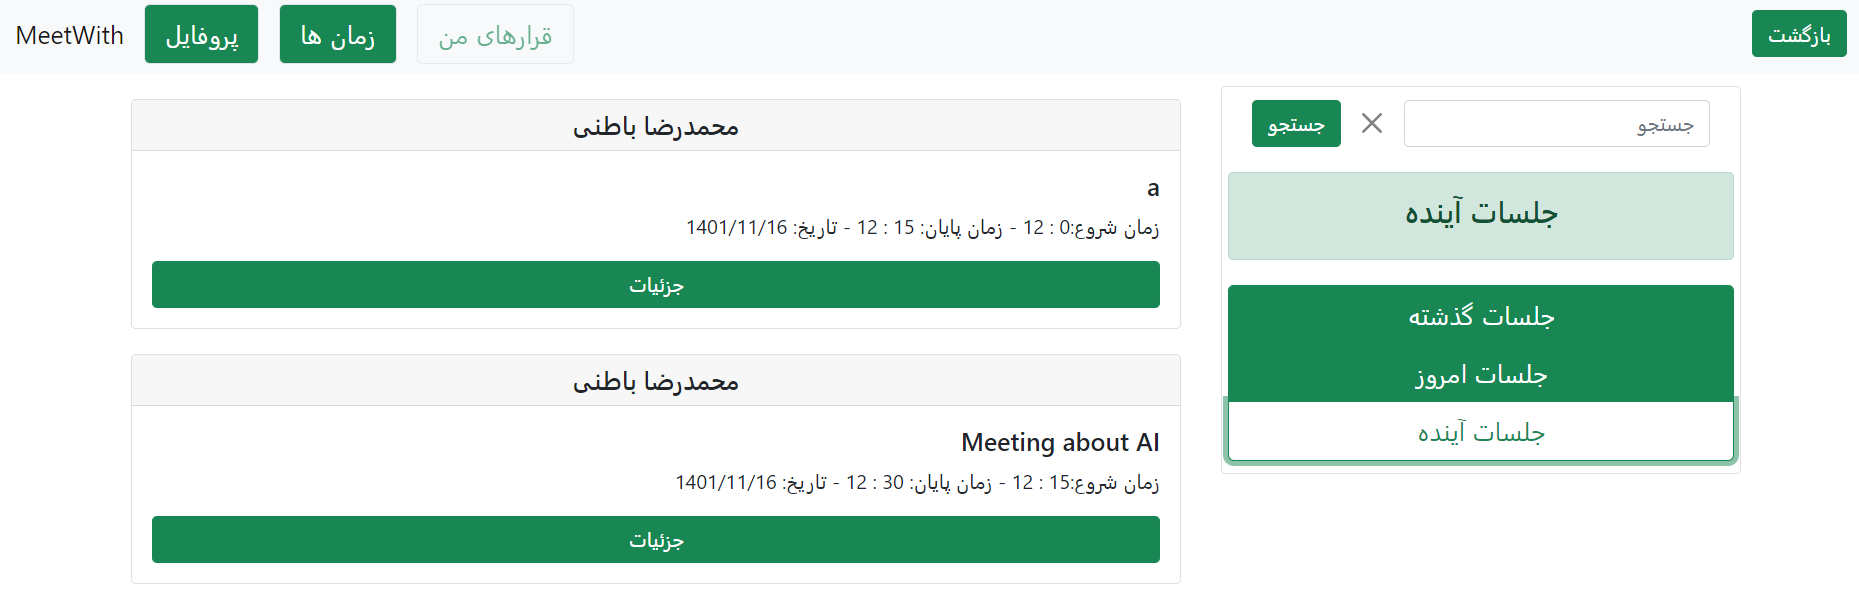 MeetWith پروفایل زمان ها قرارهای من بازگشت
جستجو جستجو
جلسات آینده
جلسات گذشته
جلسات امروز
جلسات آینده
محمدرضا باطنی
a
زمان شروع:0 : 12 - زمان پایان: 15 : 12 - تاریخ: 1401/11/16
جزئیات
محمدرضا باطنی
Meeting about AI
زمان شروع:15 : 12 - زمان پایان: 30 : 12 - تاریخ: 1401/11/16
جزئیات